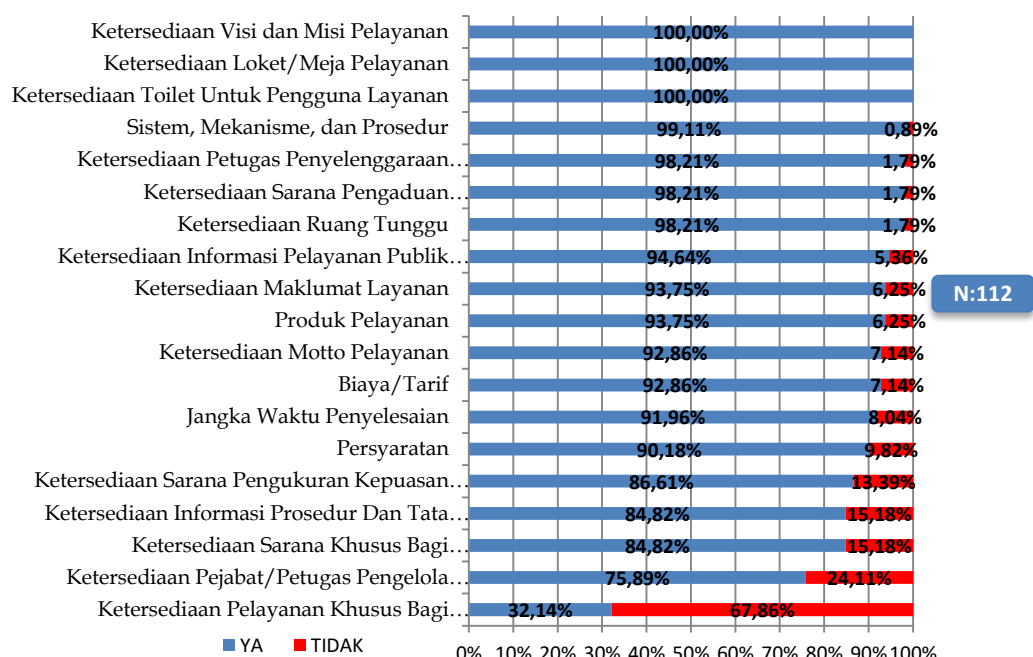 Ketersediaan Visi dan Misi Pelayanan 100,00%
Ketersediaan Loket/Meja Pelayanan 100,00%
Ketersediaan Toilet Untuk Pengguna Layanan 100,00%
Sistem, Mekanisme, dan Prosedur 99,11% 0,89%
Ketersediaan Petugas Penyelenggaraan… 98,21% 1,79%
Ketersediaan Sarana Pengaduan… 98,21% 1,79%
Ketersediaan Ruang Tunggu 98,21% 1,79%
Ketersediaan Informasi Pelayanan Publik… 94,64% 5,36%
Ketersediaan Maklumat Layanan 93,75% 6,25%
N:112
Produk Pelayanan 93,75% 6,25%
Ketersediaan Motto Pelayanan 92,86% 7,14%
Biaya/Tarif 92,86% 7,14%
Jangka Waktu Penyelesaian 91,96% 8,04%
Persyaratan 90,18% 9,82%
Ketersediaan Sarana Pengukuran Kepuasan… 86,61% 13,39%
Ketersediaan Informasi Prosedur Dan Tata… 84,82% 15,18%
Ketersediaan Sarana Khusus Bagi… 84,82% 15,18%
Ketersediaan Pejabat/Petugas Pengelola… 75,89% 24,11%
Ketersediaan Pelayanan Khusus Bagi… 32,14% 67,86%
YA TIDAK
0% 10% 20% 30% 40% 50% 60% 70% 80% 90% 100%